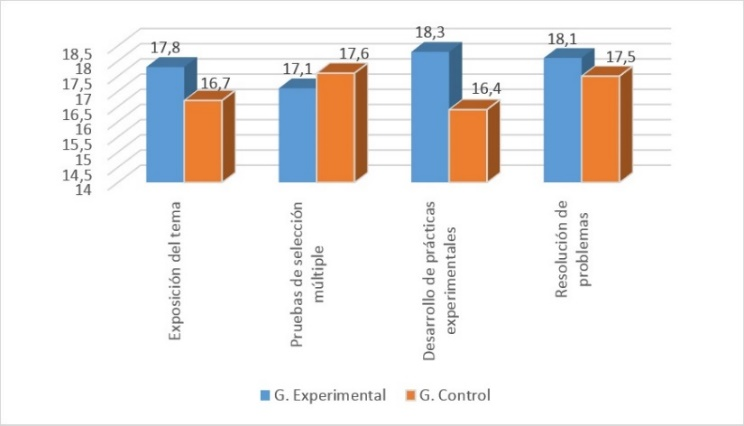 18,5
18
17,5
17
16,5
16
15,5
15
14,5
14
17,8
16,7
17,1
17,6
18,3
16,4
18,1
17,5
Exposición del tema
Pruebas de selección
múltiple
Desarrollo de prácticas
experimentales
Resolución de
problemas
G. Experimental
G. Control